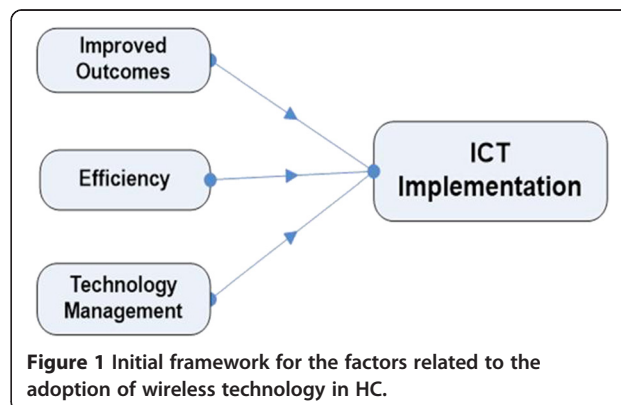 Improved
Outcomes
Efficiency
Technology
Management
ICT
Implementation
Figure 1 Initial framework for the factors related to the
adoption of wireless technology in HC.